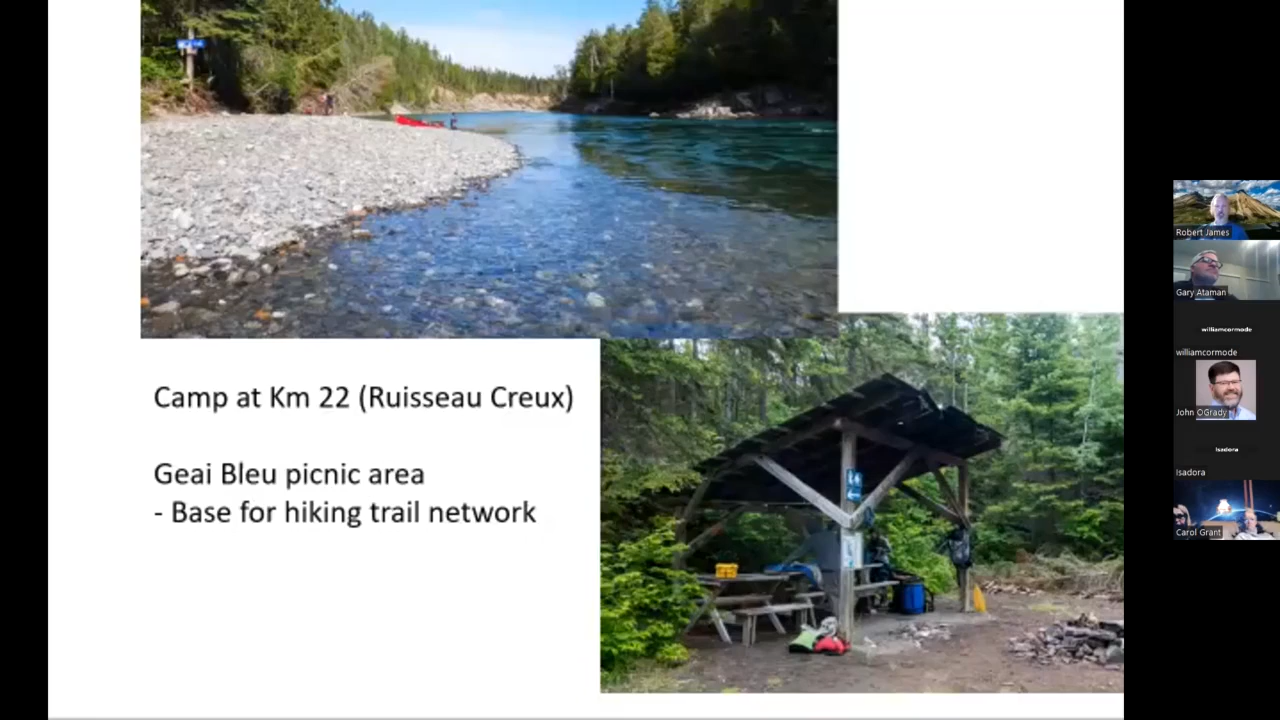 Camp at Km 22 (Ruisseau Creux)
Geai Bleu picnic area
- Base for hiking trail network
Robert James
Gary Ataman
williamcormode
williamcormode
John OGrady
Isadora
Isadora
Carol Grant